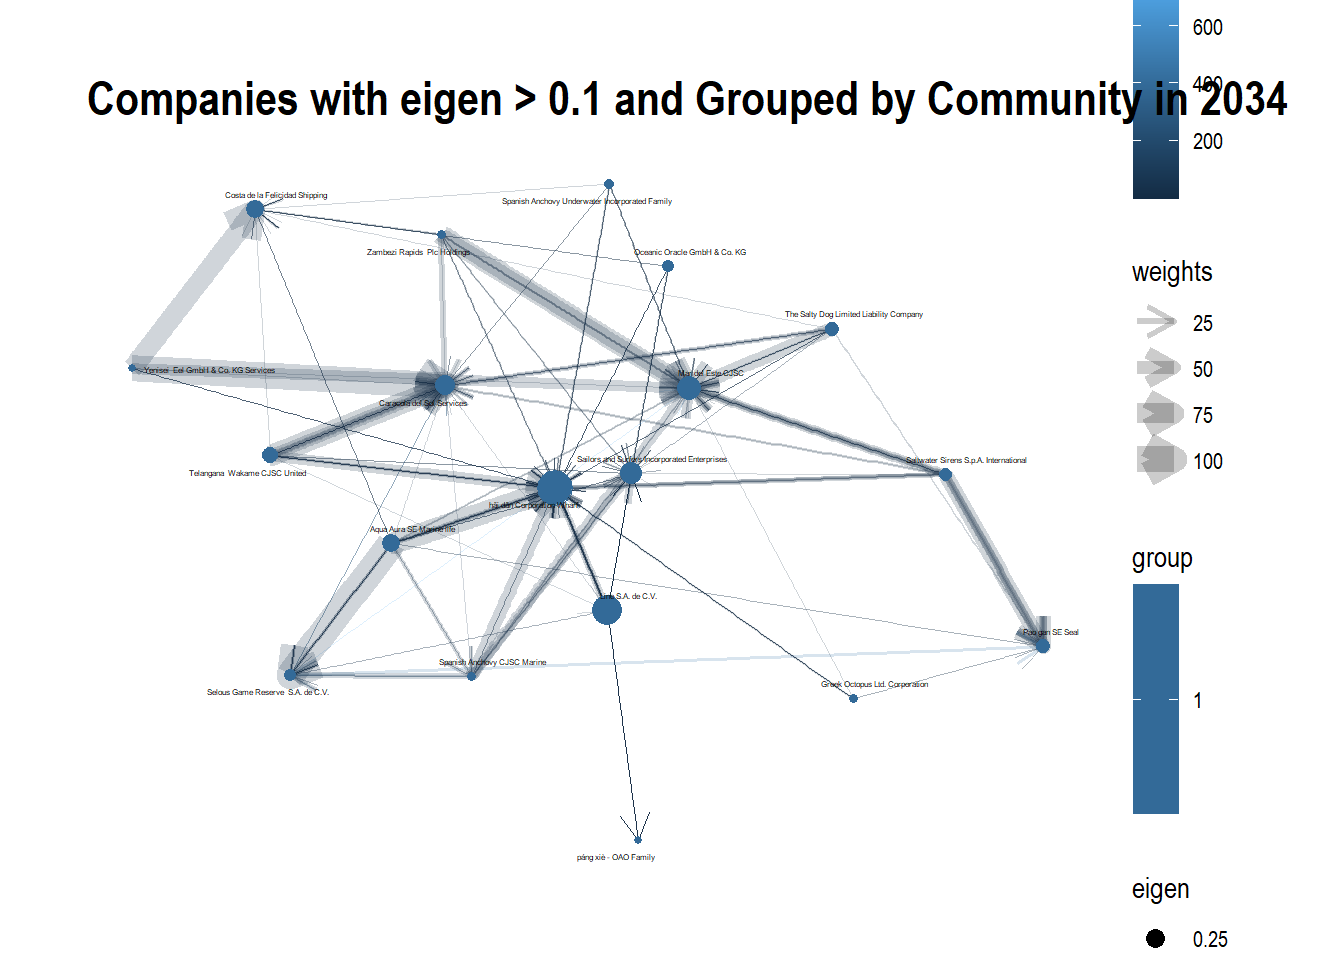 600
Companies with eigen > 0.1 and Grouped by Community in 2034
400
200
Costa de la Felicidad Shipping
Spanish Anchovy Underwater Incorporated Family
Zambezi Rapids Plc Holdings
Oceanic Oracle GmbH & Co. KG
weights
The Salty Dog Limited Liability Company
25
Yenisei Eel GmbH & Co. KG Services
Mar del Este CJSC
50
Caracola del Sol Services
75
Sailors and Surfers Incorporated Enterprises
Saltwater Sirens S.p.A. International
100
Telangana Wakame CJSC United
hǎi dǎn Corporation Wharf
Aqua Aura SE Marine life
group
S.A. de C.V.
Pao gan SE Seal
Spanish Anchovy CJSC Marine
Greek Octopus Ltd. Corporation
Selous Game Reserve S.A. de C.V.
1
páng xiè - OAO Family
eigen
0.25